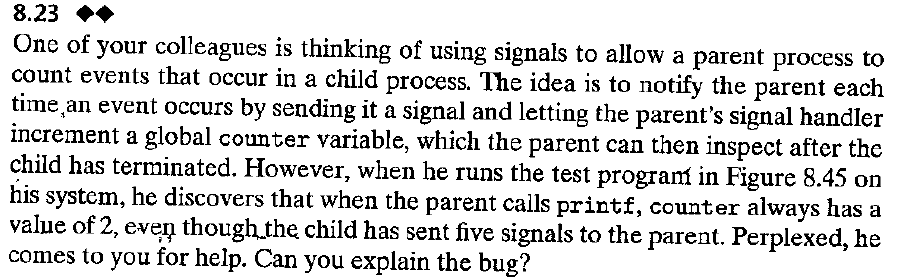 8.23 ◆◆
One of your colleagues is thinking of using signals to allow a parent process to
count events that occur in a child process. The idea is to notify the parent each
time an event occurs by sending it a signal and letting the parent's signal handler
increment a global counter variable, which the parent can then inspect after the
child has terminated. However, when he runs the test program in Figure 8.45 on
his system, he discovers that when the parent calls printf, counter always has a
value of 2, even though the child has sent five signals to the parent. Perplexed, he
comes to you for help. Can you explain the bug?